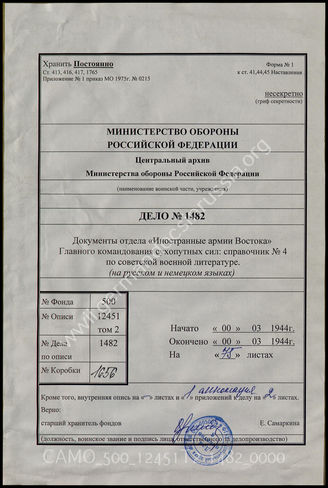 Хранить Постоянно
Форма № 1
Ст. 413, 416, 417, 1765
к ст. 41,44,45 Наставления
Приложение № 1 приказ МО 1975г. № 0215
несекретно
(гриф секретности)
МИНИСТЕРСТВО ОБОРОНЫ
РОССИЙСКОЙ ФЕДЕРАЦИИ
Центральный архив
Министерства обороны Российской Федерации
(наименование воинской части, учреждения)
ДЕЛО № 1482
Документы отдела «Иностранные армии Востока»
Главного командования сухопутных сил: справочник № 4
по советской военной литературе.
(на русском и немецком языках)
№ Фонда 500
№ Описи 12451
том 2
№ Дела 1482
по описи
№ Коробки 1656
Начато « 00 » 03 1944г.
Окончено « 00 » 03 1944г.
На « 75 » листах
Кроме того, внутренняя опись на «-» листах и 1 приложений к делу на 2 листах.
Верно:
старший хранитель фондов
Е. Самаркина
(должность, воинское звание и подпись лица, ответственного за делопроизводство)